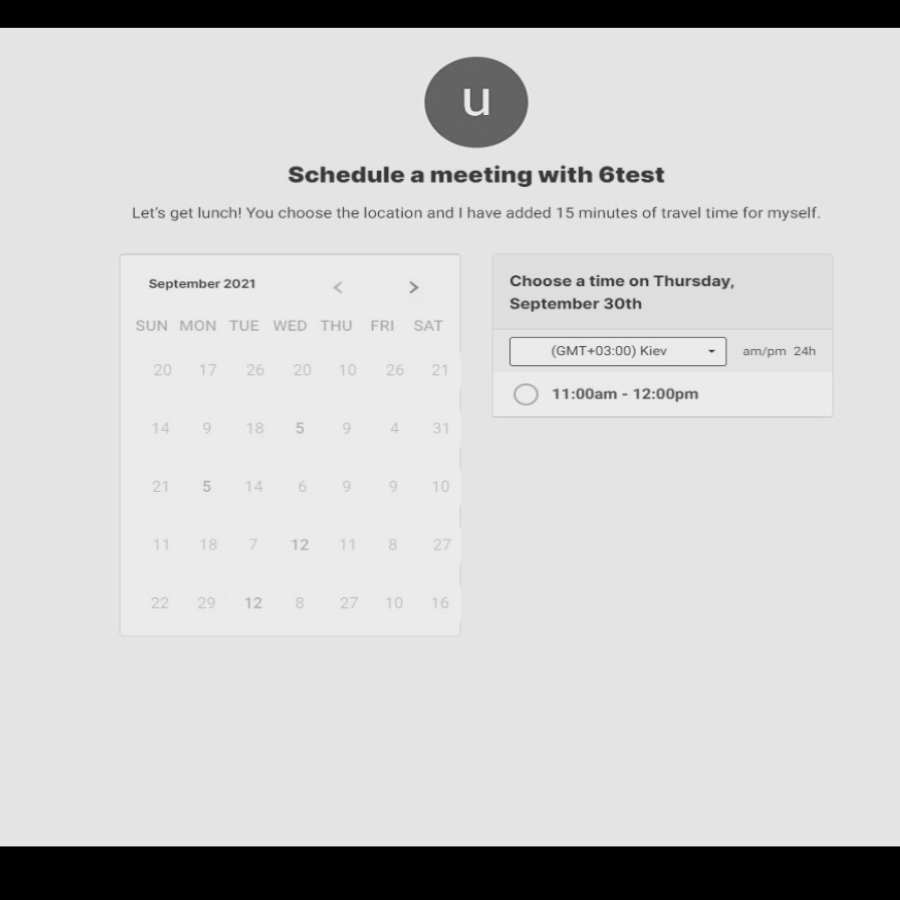 u
Schedule a meeting with 6test
Let's get lunch! You choose the location and I have added 15 minutes of travel time for myself.
September 2021 < >
SUN MON TUE WED THU FRI SAT
20 17 26 20 10 26 21
14 9 18 5 9 4 31
21 5 14 6 9 9 10
11 18 7 12 11 8 27
22 29 12 8 27 10 16
Choose a time on Thursday,
September 30th
(GMT+03:00) Kiev am/pm 24h
11:00am - 12:00pm